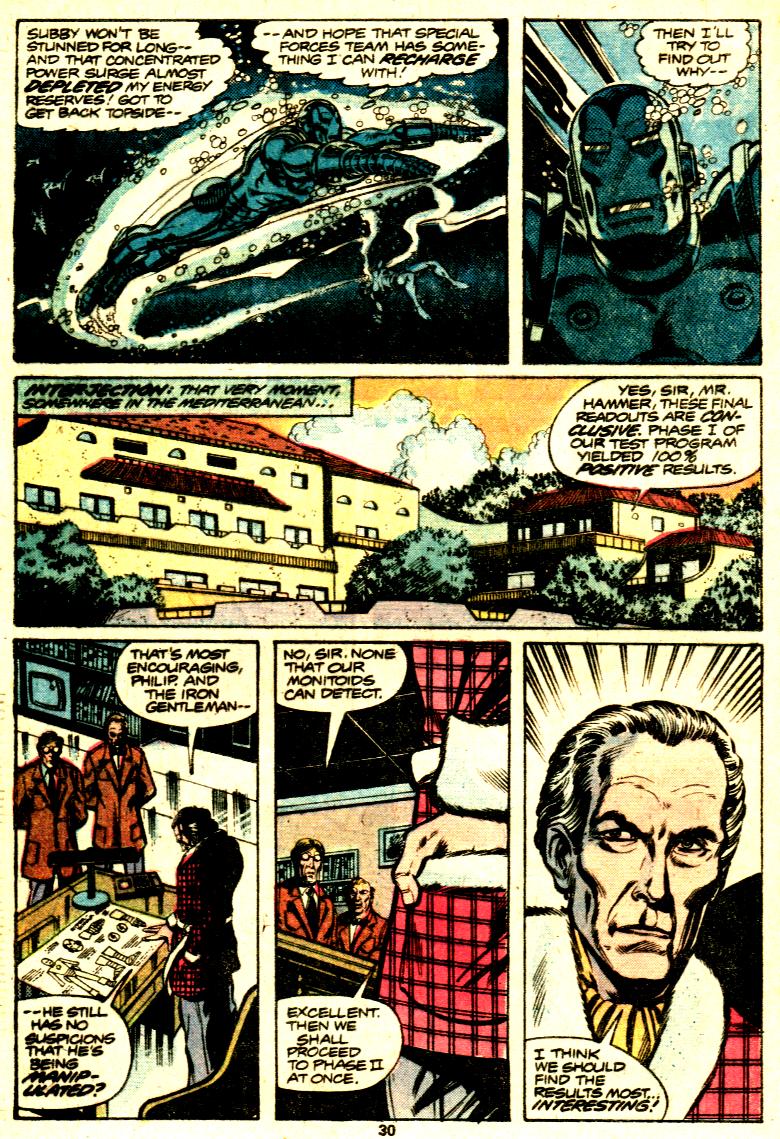 SUBBY WON'T BE
STUNNED FOR LONG--
AND THAT CONCENTRATED
POWER SURGE ALMOST
DEPLETED MY ENERGY
RESERVES! GOT TO
GET BACK TOPSIDE--
--AND HOPE THAT SPECIAL
FORCES TEAM HAS SOME-
THING I CAN RECHARGE
WITH!
THEN I'LL
TRY TO
FIND OUT
WHY--
INTERJECTION: THAT VERY MOMENT,
SOMEWHERE IN THE MEDITERRANEAN...
YES, SIR, MR.
HAMMER, THESE FINAL
READOUTS ARE CON-
CLUSIVE. PHASE I OF
OUR TEST PROGRAM
YIELDED 100%
POSITIVE RESULTS.
THAT'S MOST
ENCOURAGING,
PHILIP. AND
THE IRON
GENTLEMAN--
--HE STILL
HAS NO
SUSPICIONS
THAT HE'S
BEING
MANIP-
ULATED?
NO, SIR. NONE
THAT OUR
MONITOIDS
CAN DETECT.
EXCELLENT.
THEN WE
SHALL
PROCEED
TO PHASE II
AT ONCE.
I THINK
WE SHOULD
FIND THE
RESULTS MOST...
INTERESTING!
30